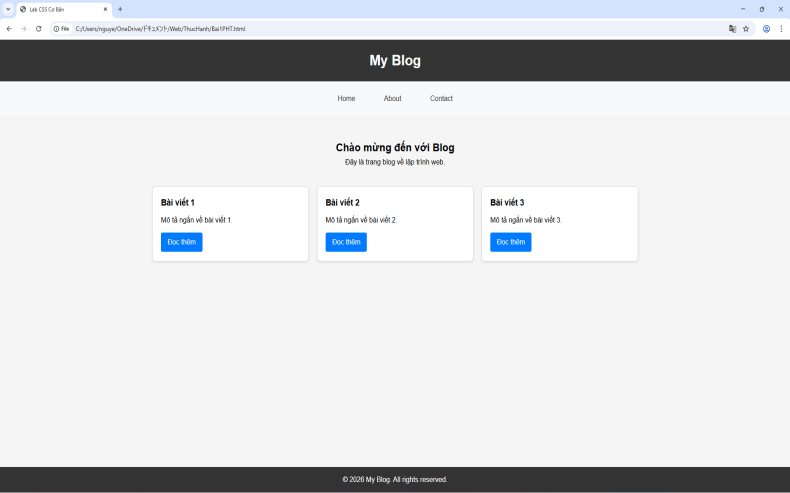 Lab CSS Cơ Bản
File
C:/Users/nguye/OneDrive/ドキュメント/Web/ThucHanh/Bai1PHT.html
My Blog
Home About Contact
Chào mừng đến với Blog
Đây là trang blog về lập trình web.
Bài viết 1 Bài viết 2 Bài viết 3
Mô tả ngắn về bài viết 1. Mô tả ngắn về bài viết 2. Mô tả ngắn về bài viết 3.
Đọc thêm Đọc thêm Đọc thêm
© 2026 My Blog. All rights reserved.